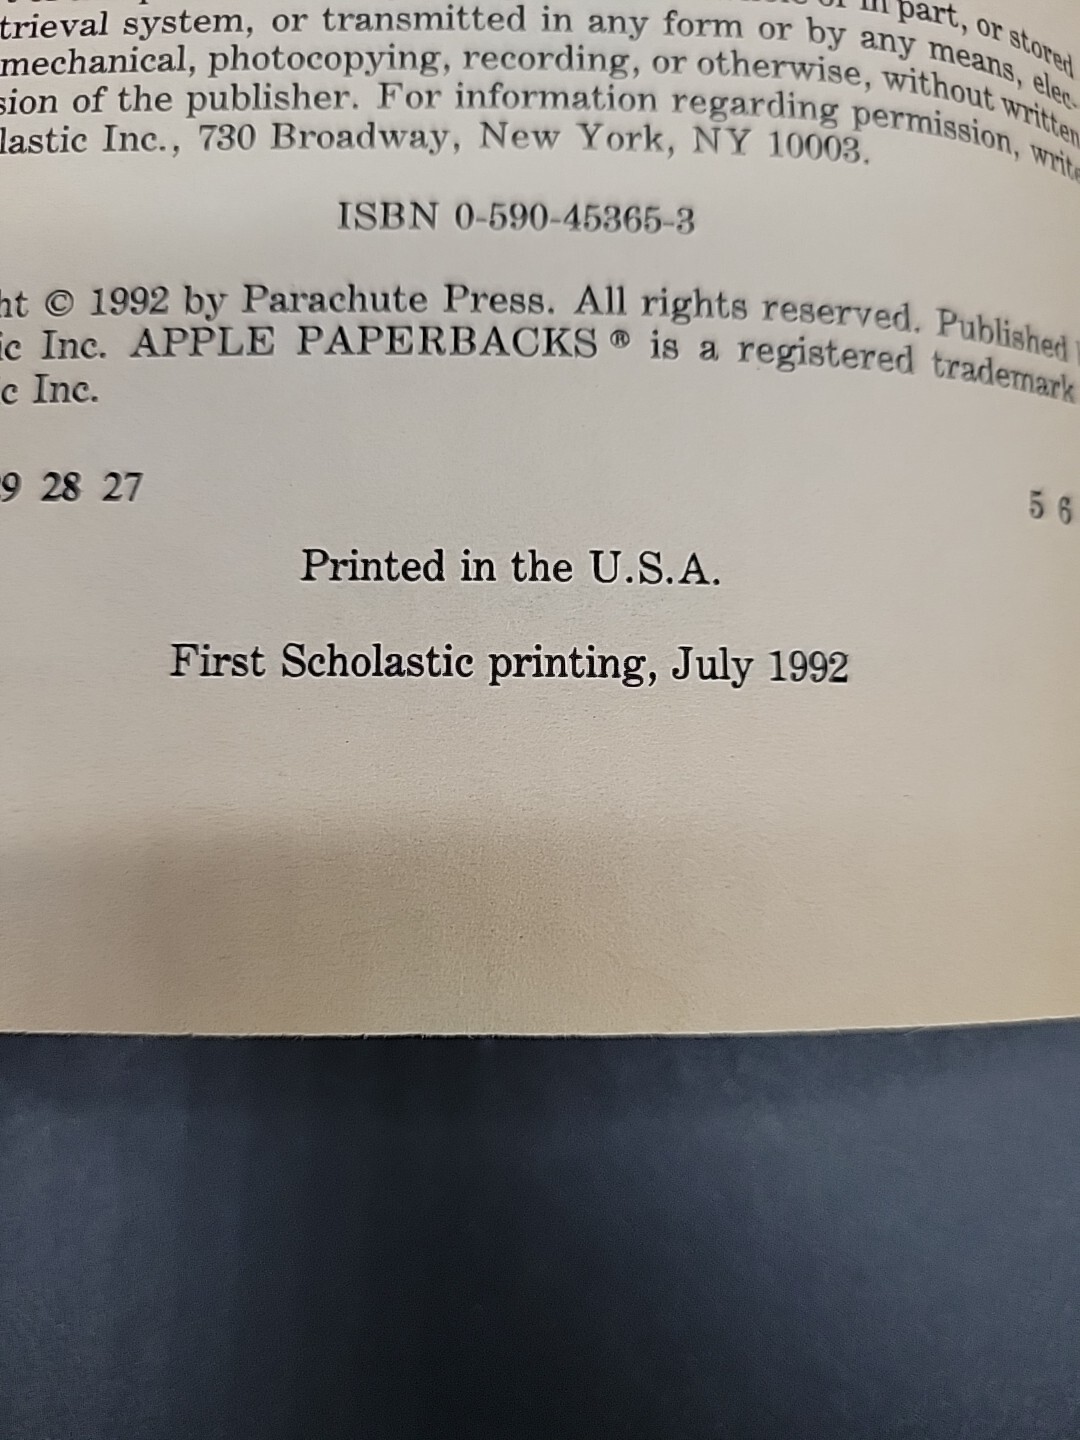 in part, or stored
trieval system, or transmitted in any form or by any means, elec-
mechanical, photocopying, recording, or otherwise, without written
sion of the publisher. For information regarding permission, write
lastic Inc., 730 Broadway, New York, NY 10003.
ISBN 0-590-45365-3
ht © 1992 by Parachute Press. All rights reserved. Published
ic Inc. APPLE PAPERBACKS ® is a registered trademark
c Inc.
9 28 27 5 6
Printed in the U.S.A.
First Scholastic printing, July 1992